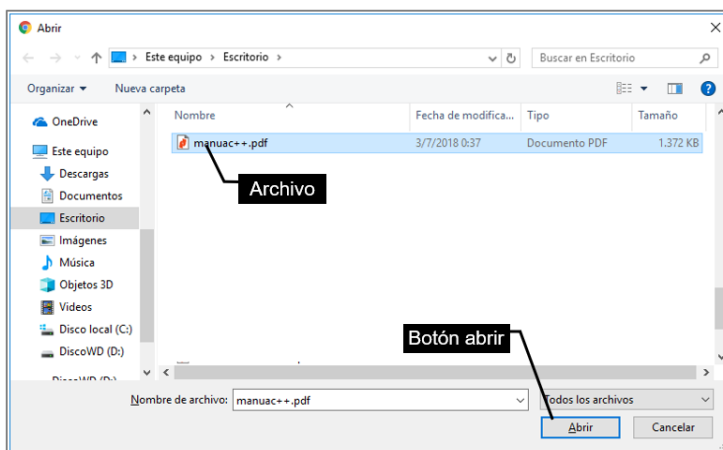 Abrir
Este equipo > Escritorio >
Buscar en Escritorio
Organizar
Nueva carpeta
Nombre
Fecha de modifica...
Tipo
Tamaño
manuac++.pdf
3/7/2018 0:37
Documento PDF
1.372 KB
OneDrive
Este equipo
Descargas
Documentos
Escritorio
Imágenes
Música
Objetos 3D
Videos
Disco local (C:)
DiscoWD (D:)
DiscoWD (D:)
Archivo
Botón abrir
Nombre de archivo:
manuac++.pdf
Todos los archivos
Abrir
Cancelar